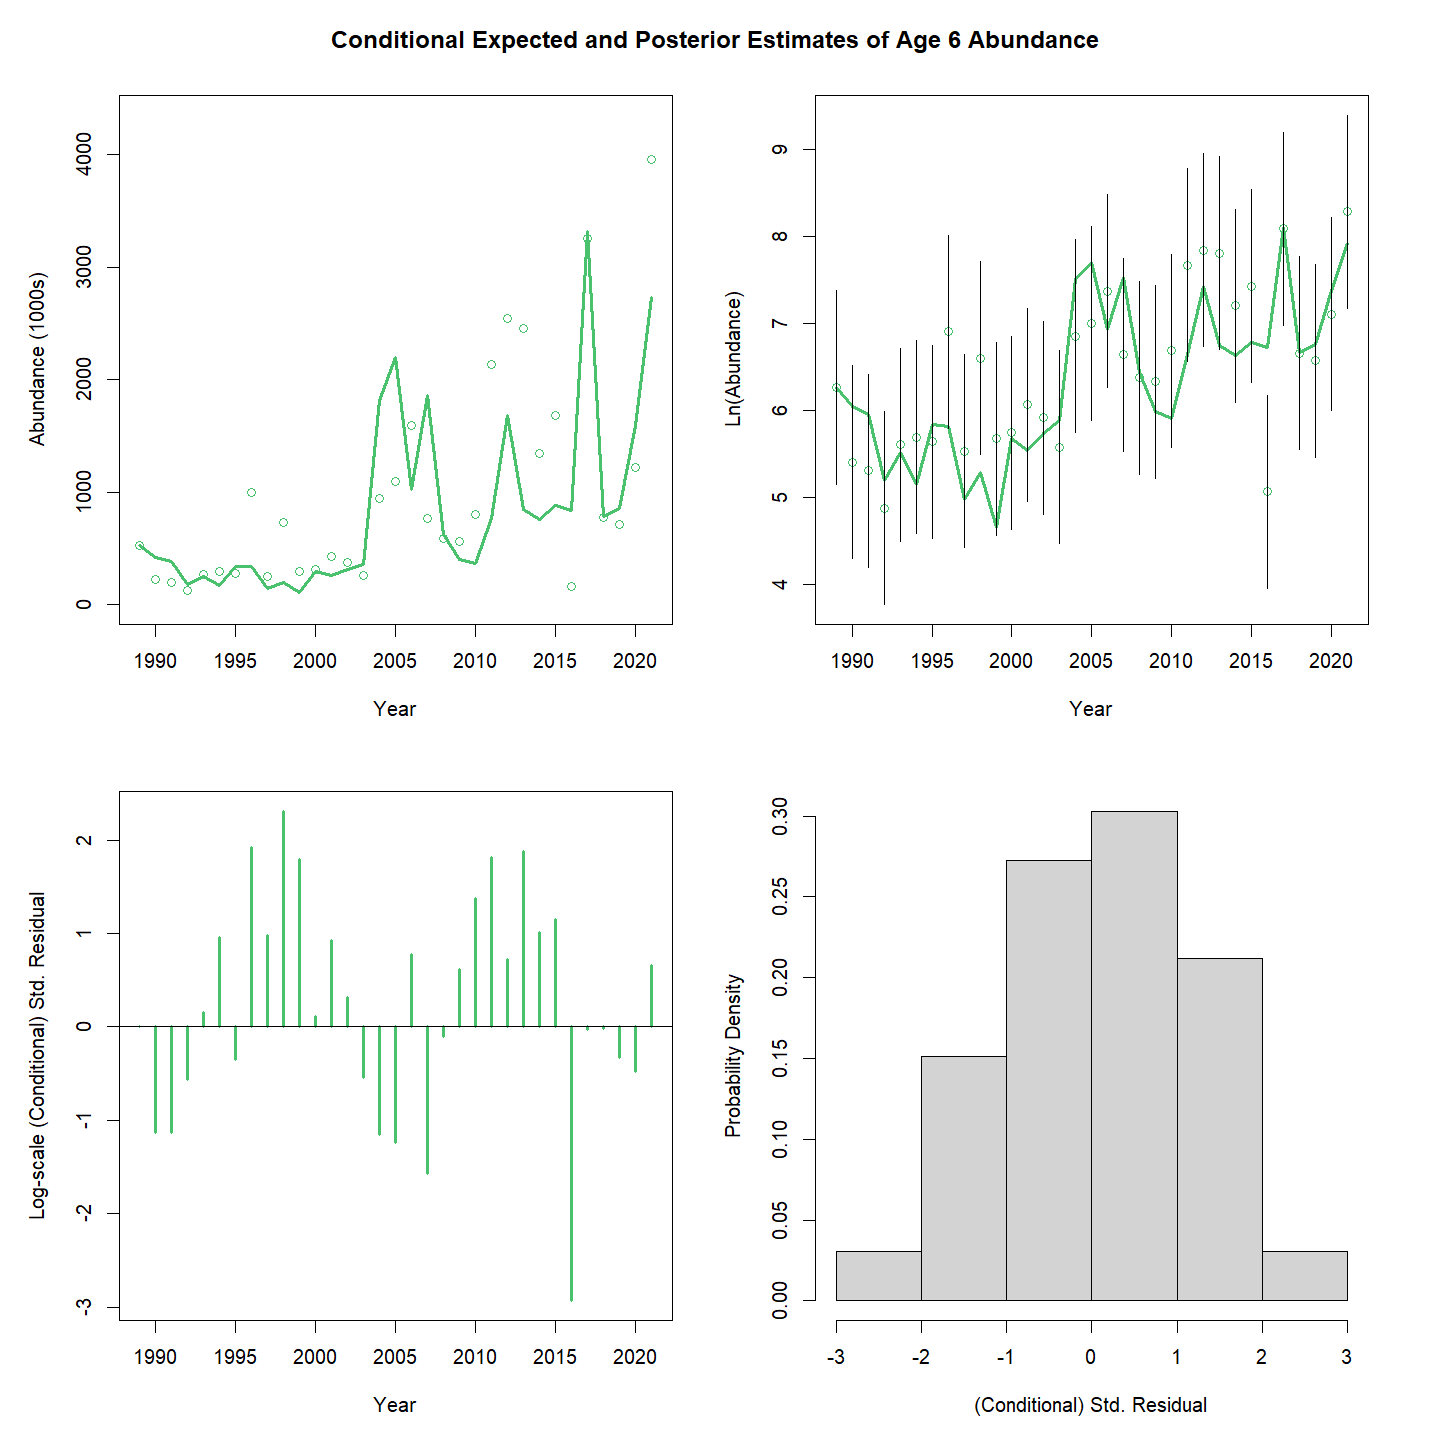 Conditional Expected and Posterior Estimates of Age 6 Abundance
Abundance (1000s)
4000
3000
2000
1000
0
1990 1995 2000 2005 2010 2015 2020
Year
Ln(Abundance)
9
8
7
6
5
4
1990 1995 2000 2005 2010 2015 2020
Year
Log-scale (Conditional) Std. Residual
2
1
0
-1
-2
-3
1990 1995 2000 2005 2010 2015 2020
Year
Probability Density
0.30
0.25
0.20
0.15
0.10
0.05
0.00
-3 -2 -1 0 1 2 3
(Conditional) Std. Residual